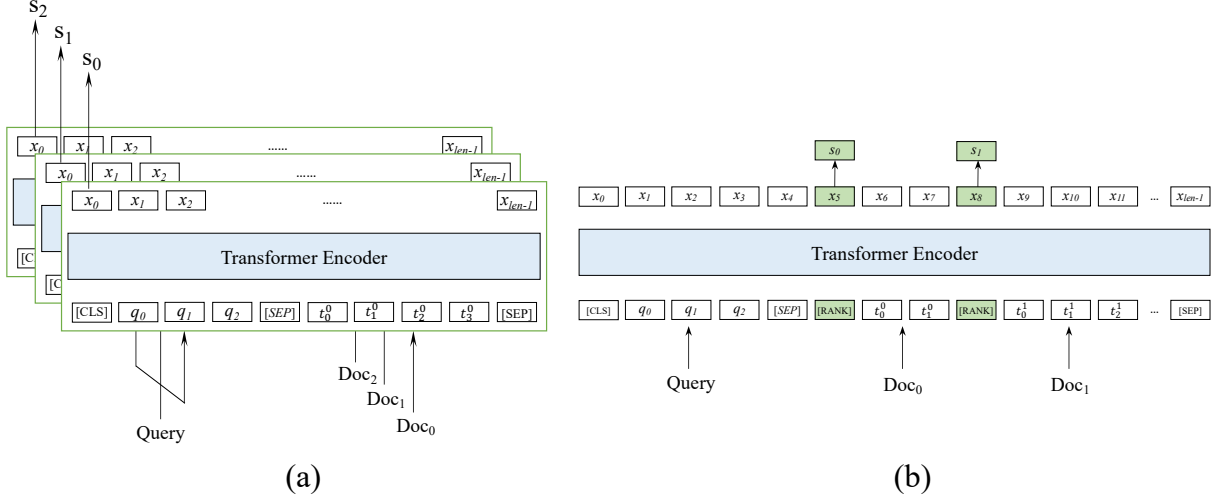 s2
s1
s0
x0 x1 x2 ...... xlen-1
x0 x1 x2 ...... xlen-1
x0 x1 x2 ...... xlen-1
Transformer Encoder
[C
[C
[CLS] q0 q1 q2 [SEP] t00 t10 t20 t30 [SEP]
Doc2
Doc1
Doc0
Query
(a)
s0 s1
x0 x1 x2 x3 x4 x5 x6 x7 x8 x9 x10 x11 ... xlen-1
Transformer Encoder
[CLS] q0 q1 q2 [SEP] [RANK] t00 t10 [RANK] t01 t11 t21 ... [SEP]
Query Doc0 Doc1
(b)